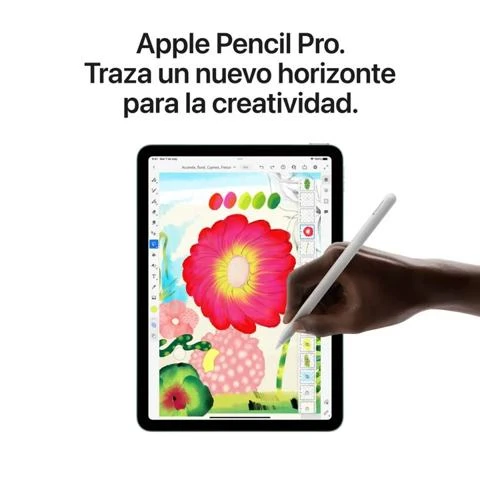 Apple Pencil Pro.
Traza un nuevo horizonte
para la creatividad.